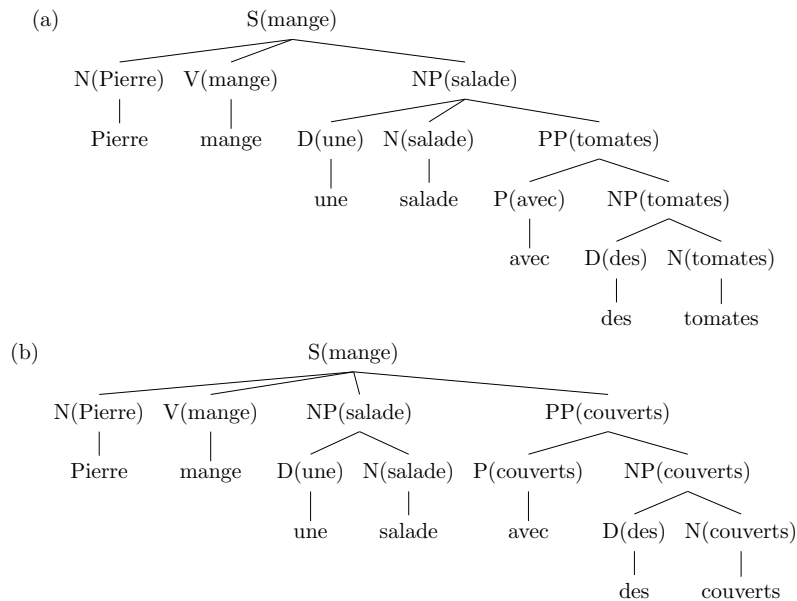 (a) S(mange)
N(Pierre) V(mange) NP(salade)
Pierre mange D(une) N(salade) PP(tomates)
une salade P(avec) NP(tomates)
avec D(des) N(tomates)
des tomates
(b) S(mange)
N(Pierre) V(mange) NP(salade) PP(couverts)
Pierre mange D(une) N(salade) P(couverts) NP(couverts)
une salade avec D(des) N(couverts)
des couverts